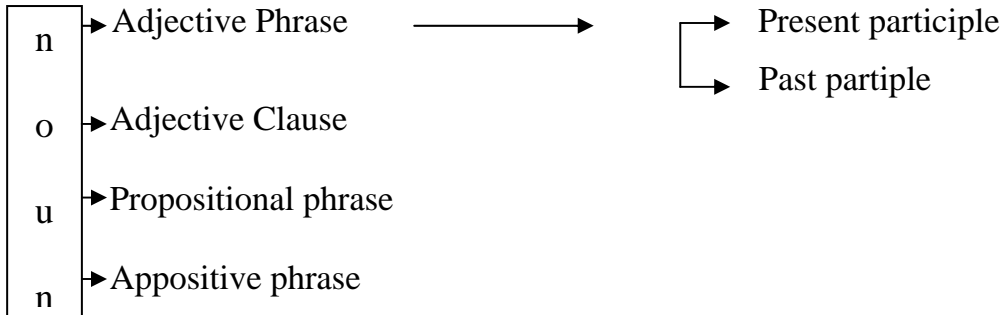 n
o
u
n
Adjective Phrase
Adjective Clause
Propositional phrase
Appositive phrase
Present participle
Past partiple